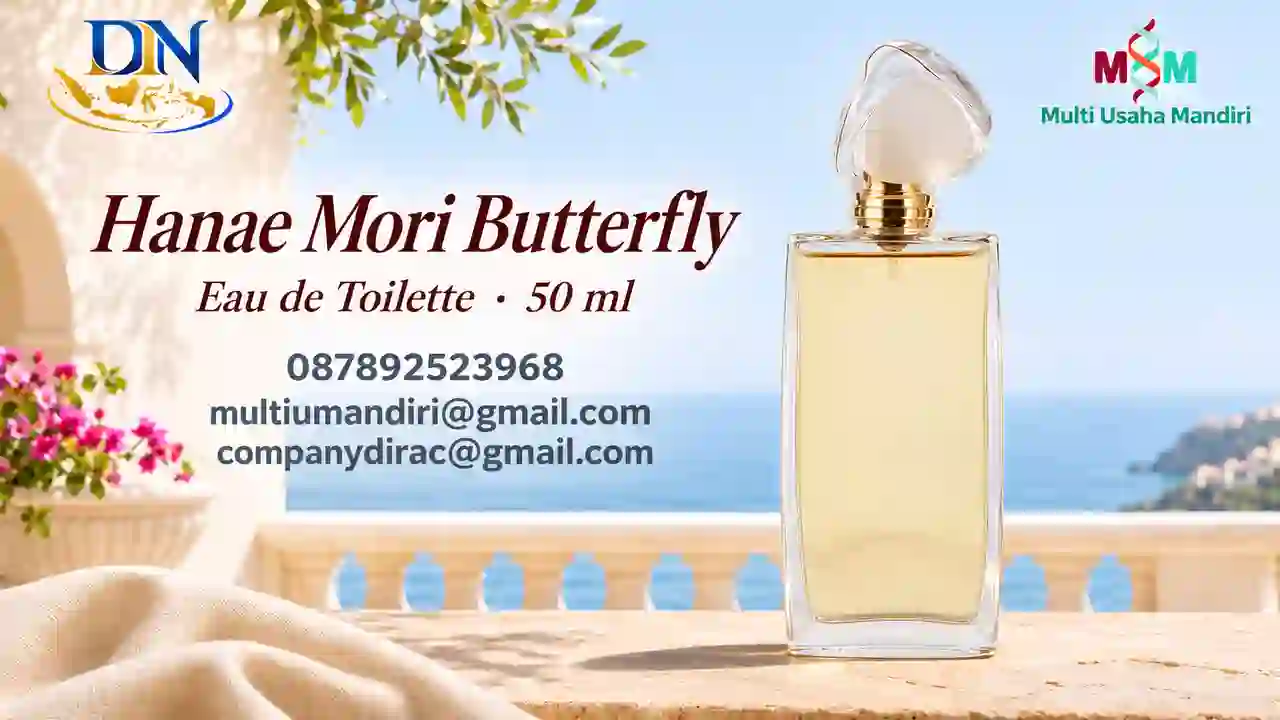 DN
MSM
Multi Usaha Mandiri
Hanae Mori Butterfly
Eau de Toilette · 50 ml
087892523968
multiumandiri@gmail.com
companydirac@gmail.com